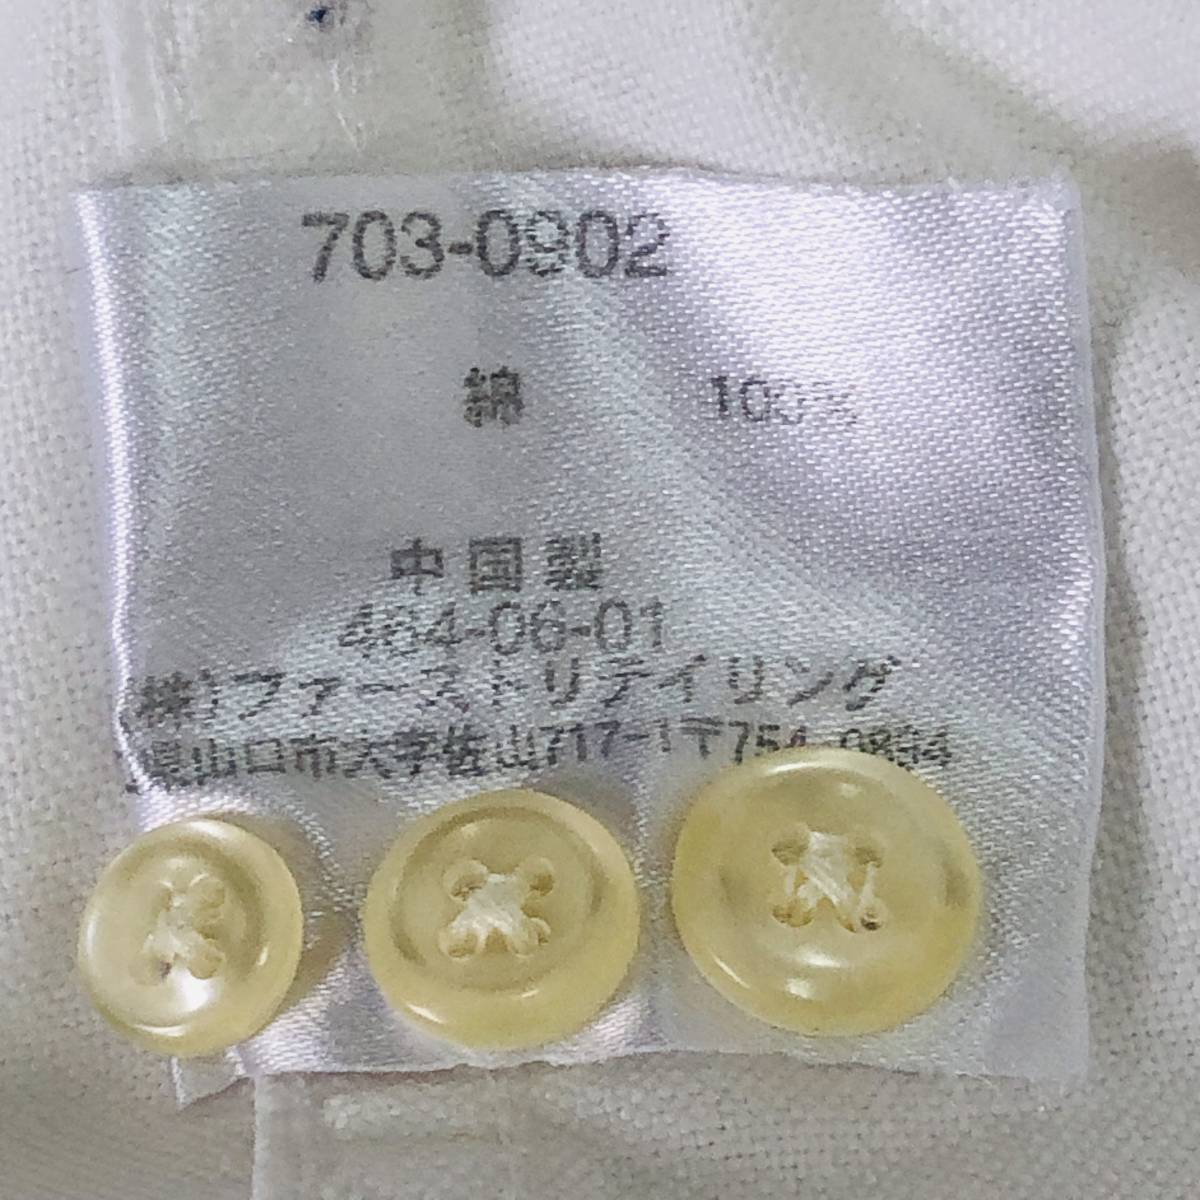 703-0902
綿 100%
中国製
464-06-01
(株)ファーストリテイリング
県山口市大字佐山717-1〒754-0894